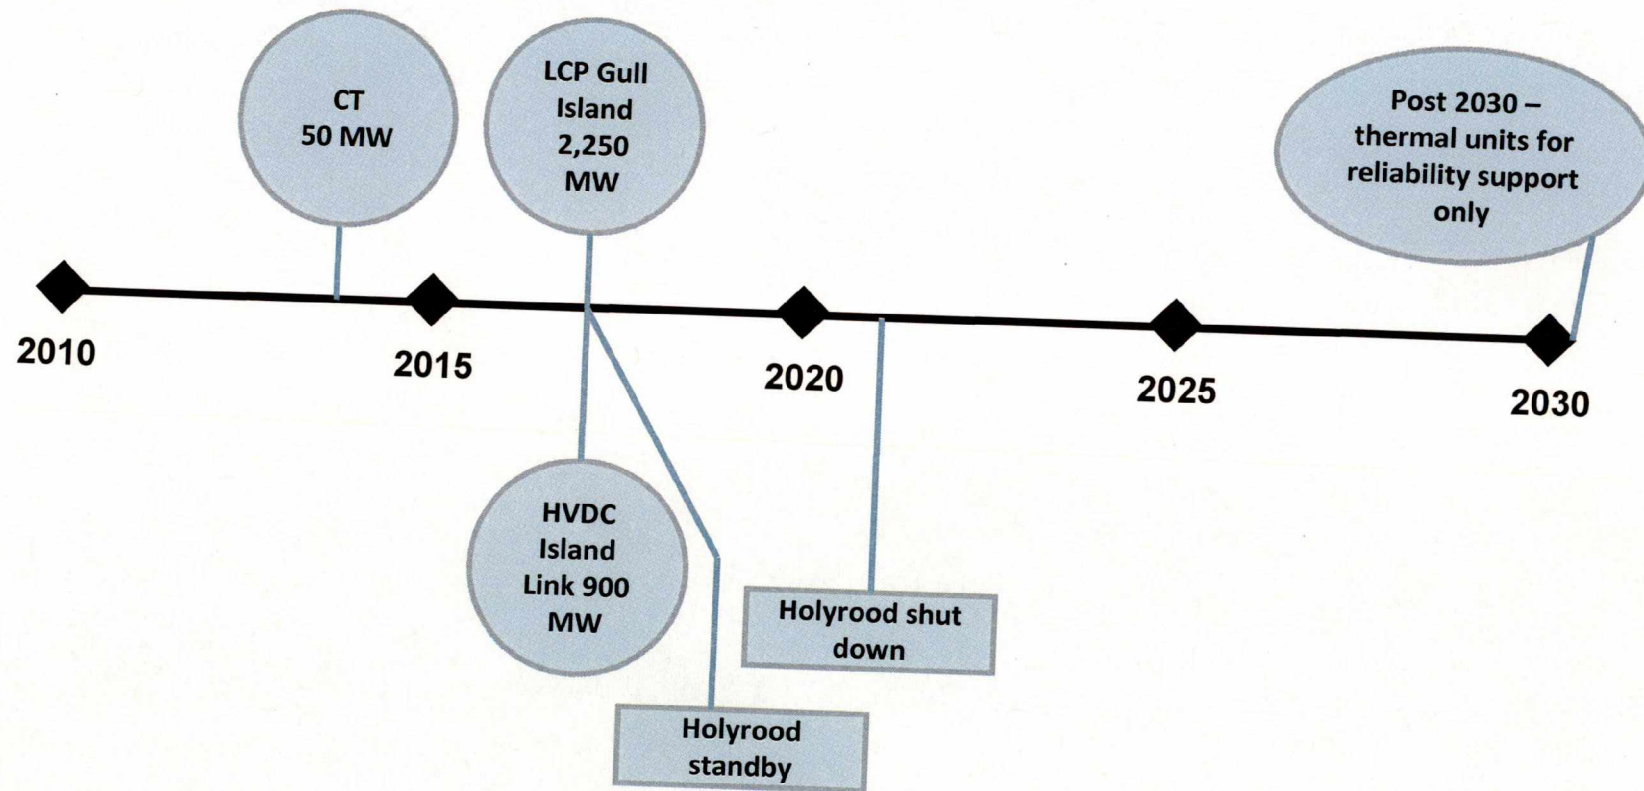 CT
50 MW
LCP Gull
Island
2,250
MW
Post 2030 –
thermal units for
reliability support
only
2010
2015
2020
2025
2030
HVDC
Island
Link 900
MW
Holyrood shut
down
Holyrood
standby